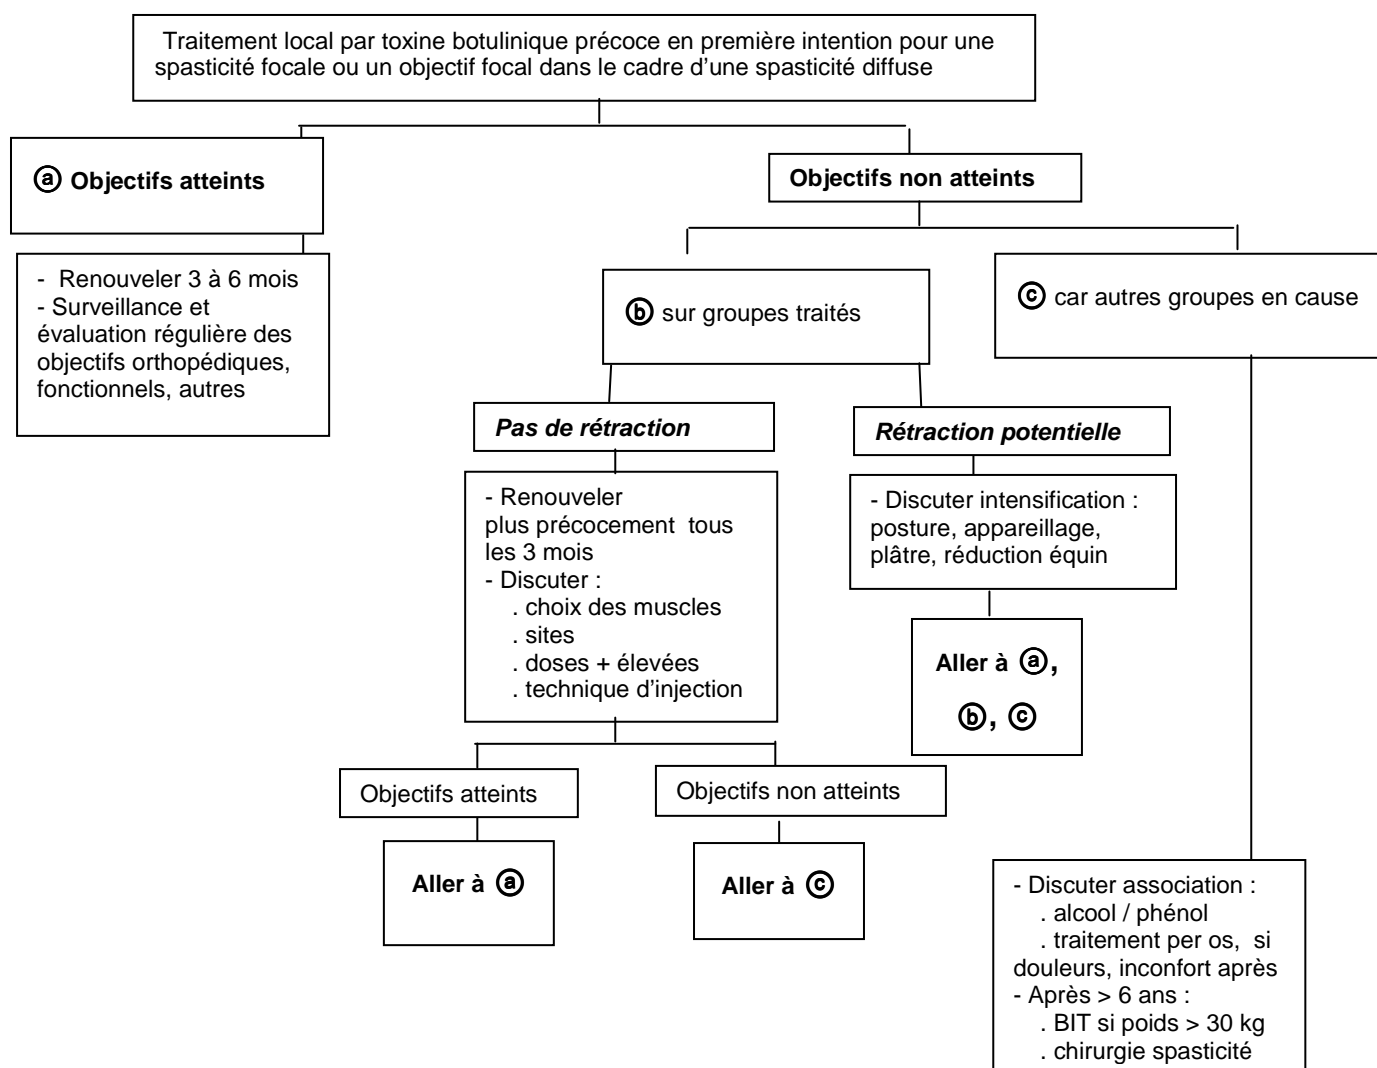 Traitement local par toxine botulinique précoce en première intention pour une
spasticité focale ou un objectif focal dans le cadre d'une spasticité diffuse
ⓐ Objectifs atteints
Objectifs non atteints
- Renouveler 3 à 6 mois
- Surveillance et
évaluation régulière des
objectifs orthopédiques,
fonctionnels, autres
ⓑ sur groupes traités
ⓒ car autres groupes en cause
Pas de rétraction
Rétraction potentielle
- Renouveler
plus précocement tous
les 3 mois
- Discuter :
. choix des muscles
. sites
. doses + élevées
. technique d'injection
- Discuter intensification :
posture, appareillage,
plâtre, réduction équin
Aller à ⓐ,
ⓑ, ⓒ
Objectifs atteints
Objectifs non atteints
Aller à ⓐ
Aller à ⓒ
- Discuter association :
. alcool / phénol
. traitement per os, si
douleurs, inconfort après
- Après > 6 ans :
. BIT si poids > 30 kg
. chirurgie spasticité